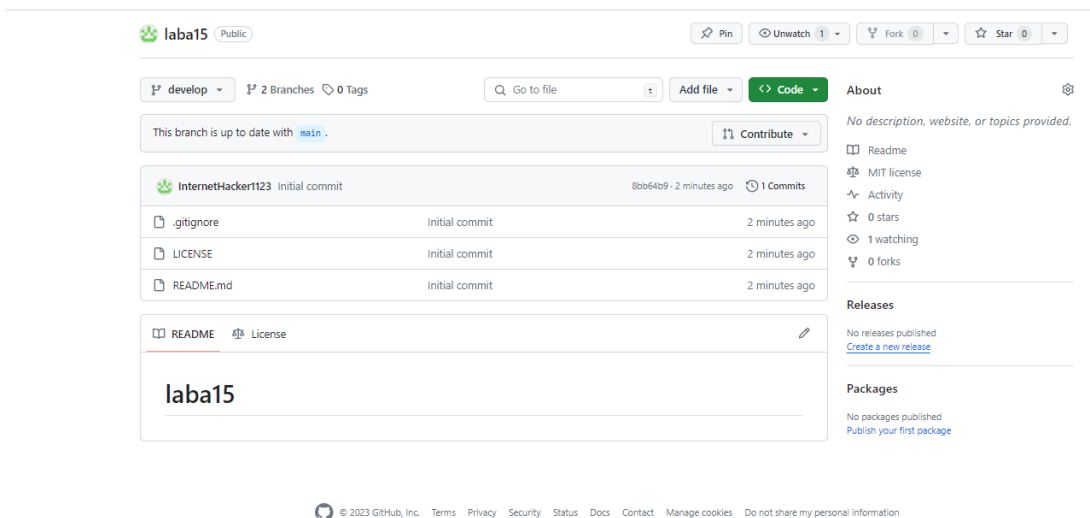 laba15 Public Pin Unwatch 1 Fork 0 Star 0
develop 2 Branches 0 Tags Go to file t Add file Code
This branch is up to date with main . Contribute
InternetHacker1123 Initial commit 8bb64b9 · 2 minutes ago 1 Commits
.gitignore Initial commit 2 minutes ago
LICENSE Initial commit 2 minutes ago
README.md Initial commit 2 minutes ago
README License
laba15
About
No description, website, or topics provided.
Readme
MIT license
Activity
0 stars
1 watching
0 forks
Releases
No releases published
Create a new release
Packages
No packages published
Publish your first package
© 2023 GitHub, Inc. Terms Privacy Security Status Docs Contact Manage cookies Do not share my personal information